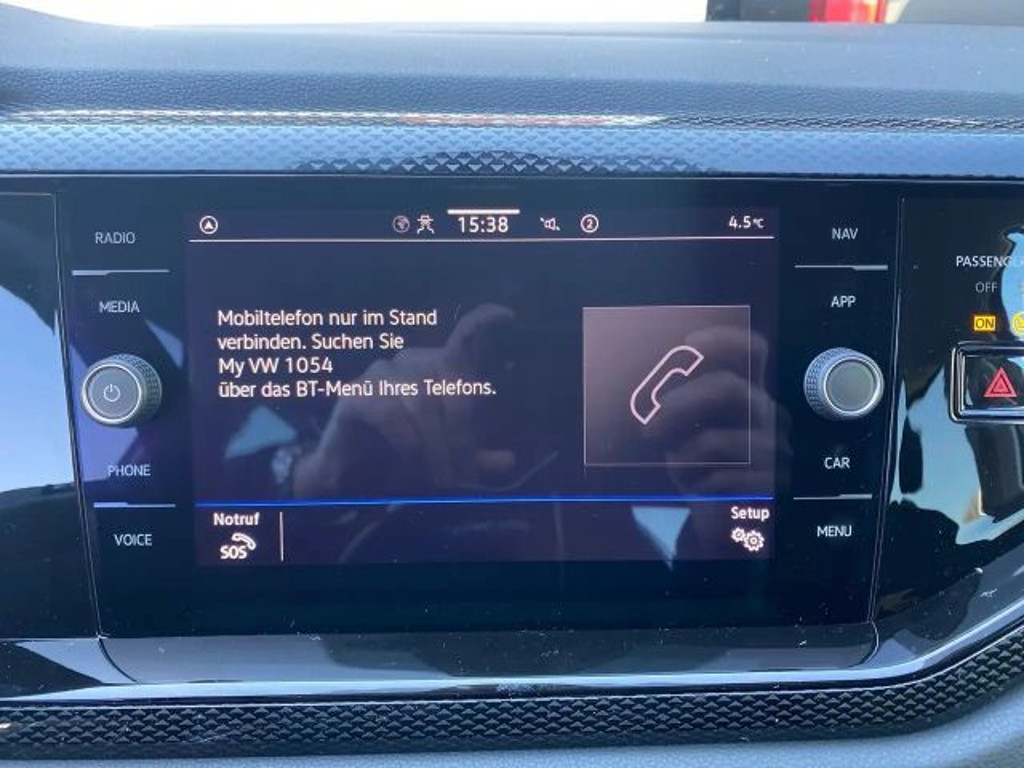 RADIO
MEDIA
PHONE
VOICE
15:38
2
4.5°C
Mobiltelefon nur im Stand
verbinden. Suchen Sie
My VW 1054
über das BT-Menü Ihres Telefons.
Notruf
SOS
Setup
NAV
APP
CAR
MENU
OFF
ON